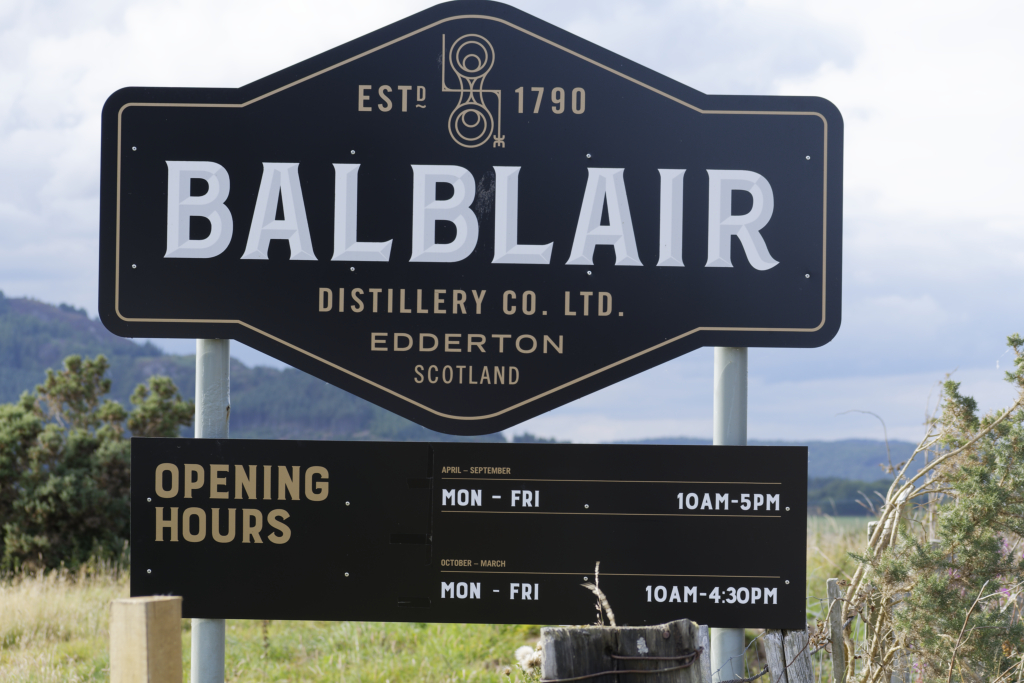 ESTD 1790
BALBLAIR
DISTILLERY CO. LTD.
EDDERTON
SCOTLAND
OPENING
HOURS
APRIL – SEPTEMBER
MON – FRI 10AM-5PM
OCTOBER – MARCH
MON – FRI 10AM-4:30PM